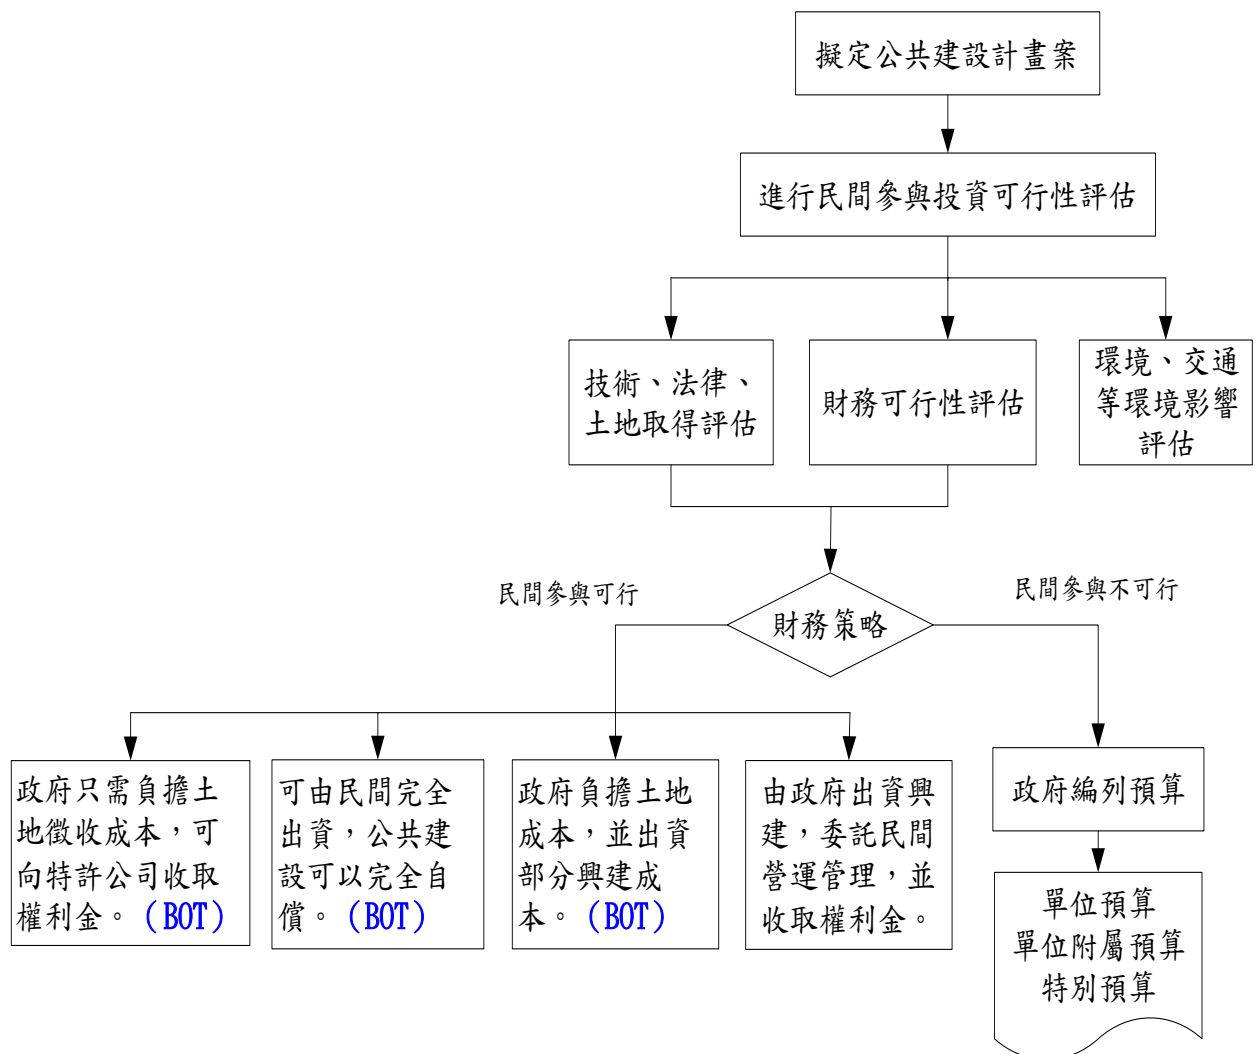 擬定公共建設計畫案
進行民間參與投資可行性評估
技術、法律、
土地取得評估
財務可行性評估
環境、交通
等環境影響
評估
民間參與可行
民間參與不可行
財務策略
政府只需負擔土
地徵收成本，可
向特許公司收取
權利金。（BOT）
可由民間完全
出資，公共建
設可以完全自
償。（BOT）
政府負擔土地
成本，並出資
部分興建成
本。（BOT）
由政府出資興
建，委託民間
營運管理，並
收取權利金。
政府編列預算
單位預算
單位附屬預算
特別預算